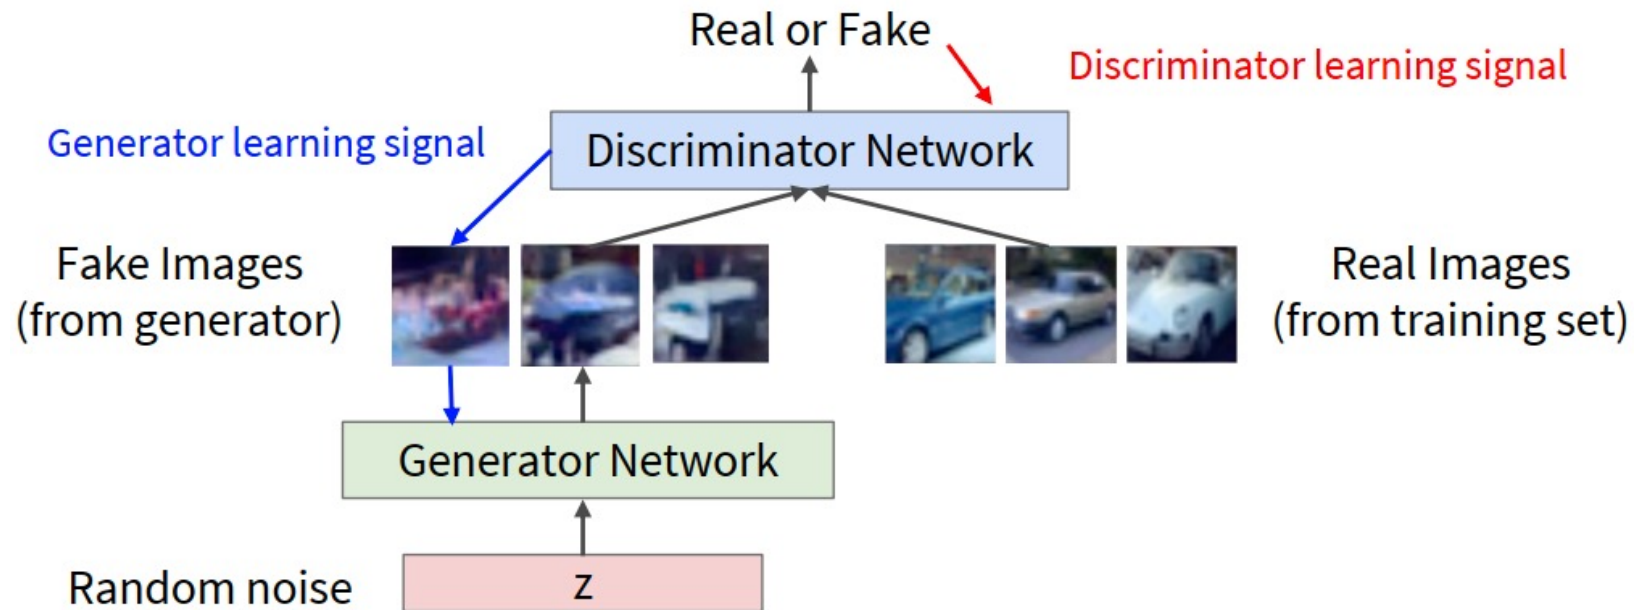 Real or Fake
Discriminator learning signal
Generator learning signal
Discriminator Network
Fake Images
(from generator)
Real Images
(from training set)
Generator Network
Random noise
z